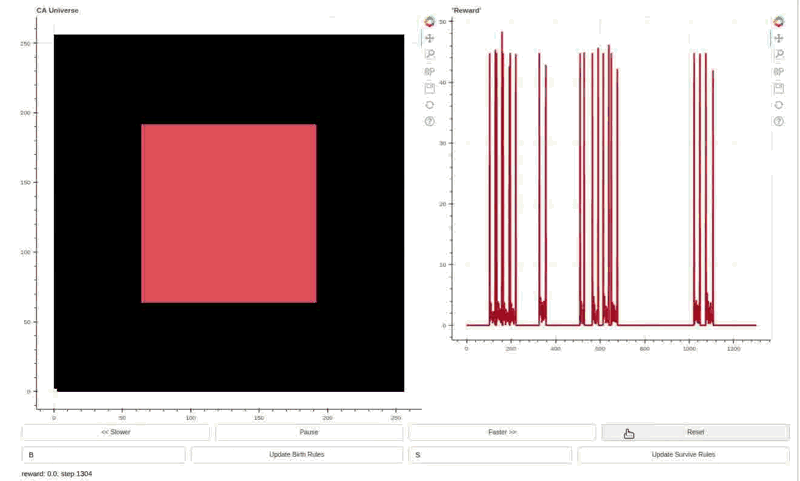 CA Universe
'Reward'
250
200
150
100
50
0
0 50 100 150 200 250
50
40
30
20
10
0
0 200 400 600 800 1000 1200
<< Slower Pause Faster >> Reset
B Update Birth Rules S Update Survive Rules
reward: 0.0, step 1304